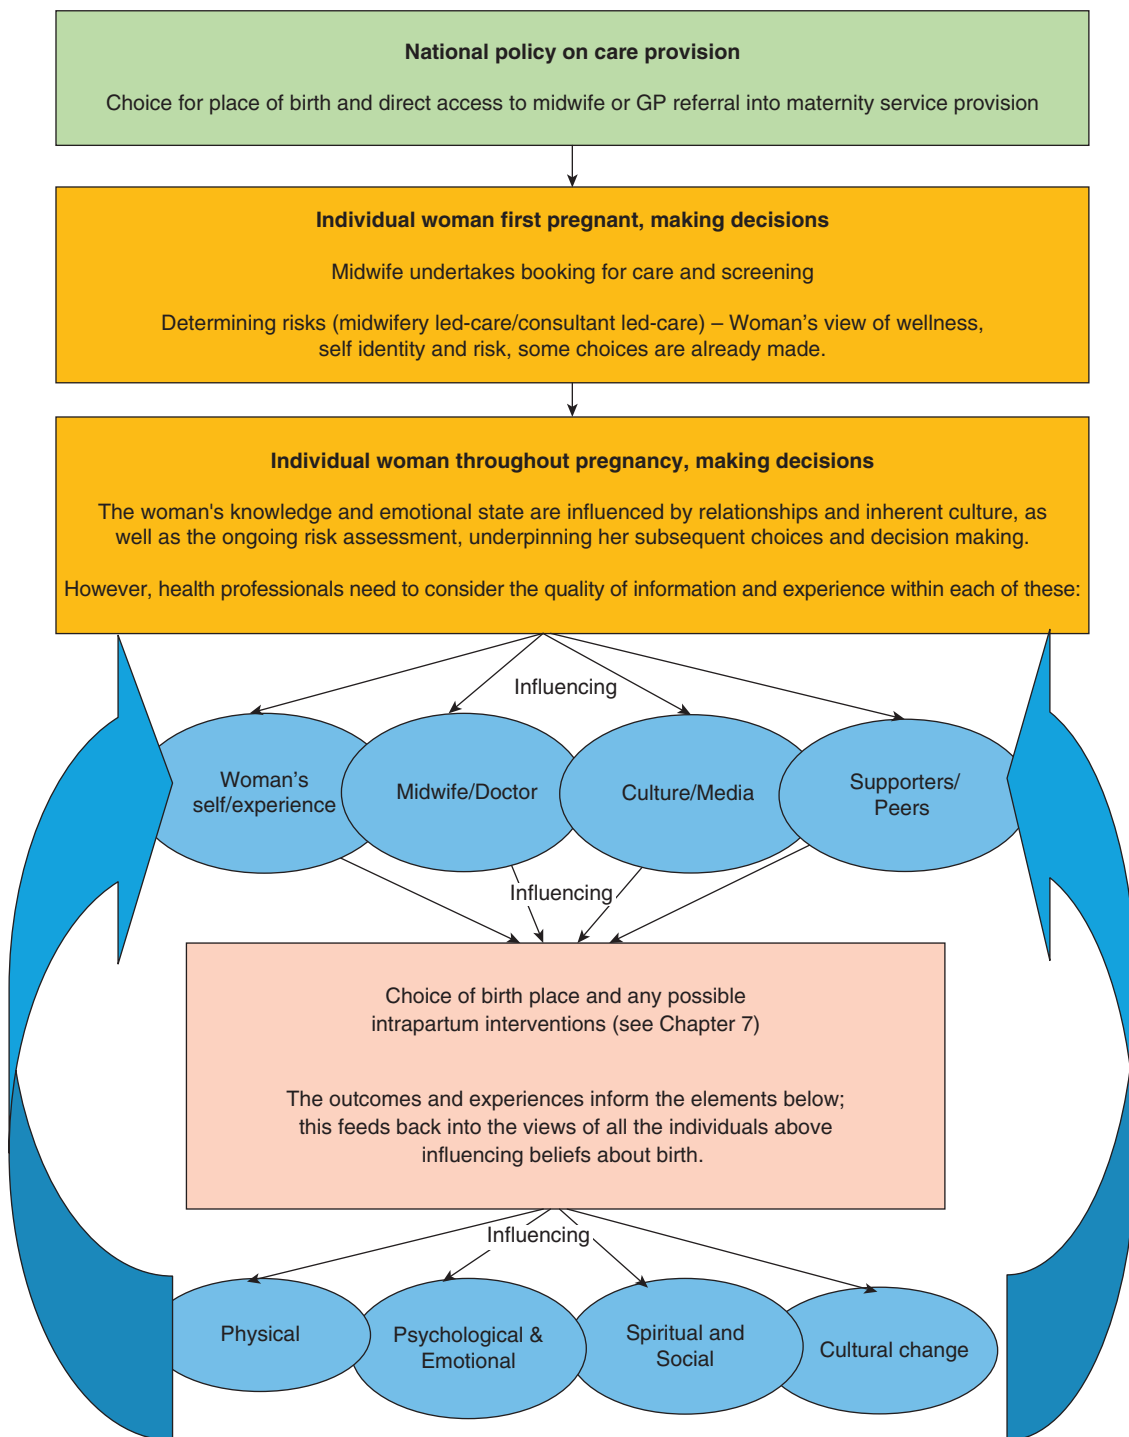 National policy on care provision
Choice for place of birth and direct access to midwife or GP referral into maternity service provision
Individual woman first pregnant, making decisions
Midwife undertakes booking for care and screening
Determining risks (midwifery led-care/consultant led-care) – Woman's view of wellness,
self identity and risk, some choices are already made.
Individual woman throughout pregnancy, making decisions
The woman's knowledge and emotional state are influenced by relationships and inherent culture, as
well as the ongoing risk assessment, underpinning her subsequent choices and decision making.
However, health professionals need to consider the quality of information and experience within each of these:
Influencing
Woman's
self/experience
Midwife/Doctor
Culture/Media
Supporters/
Peers
Influencing
Choice of birth place and any possible
intrapartum interventions (see Chapter 7)
The outcomes and experiences inform the elements below;
this feeds back into the views of all the individuals above
influencing beliefs about birth.
Influencing
Physical
Psychological &
Emotional
Spiritual and
Social
Cultural change